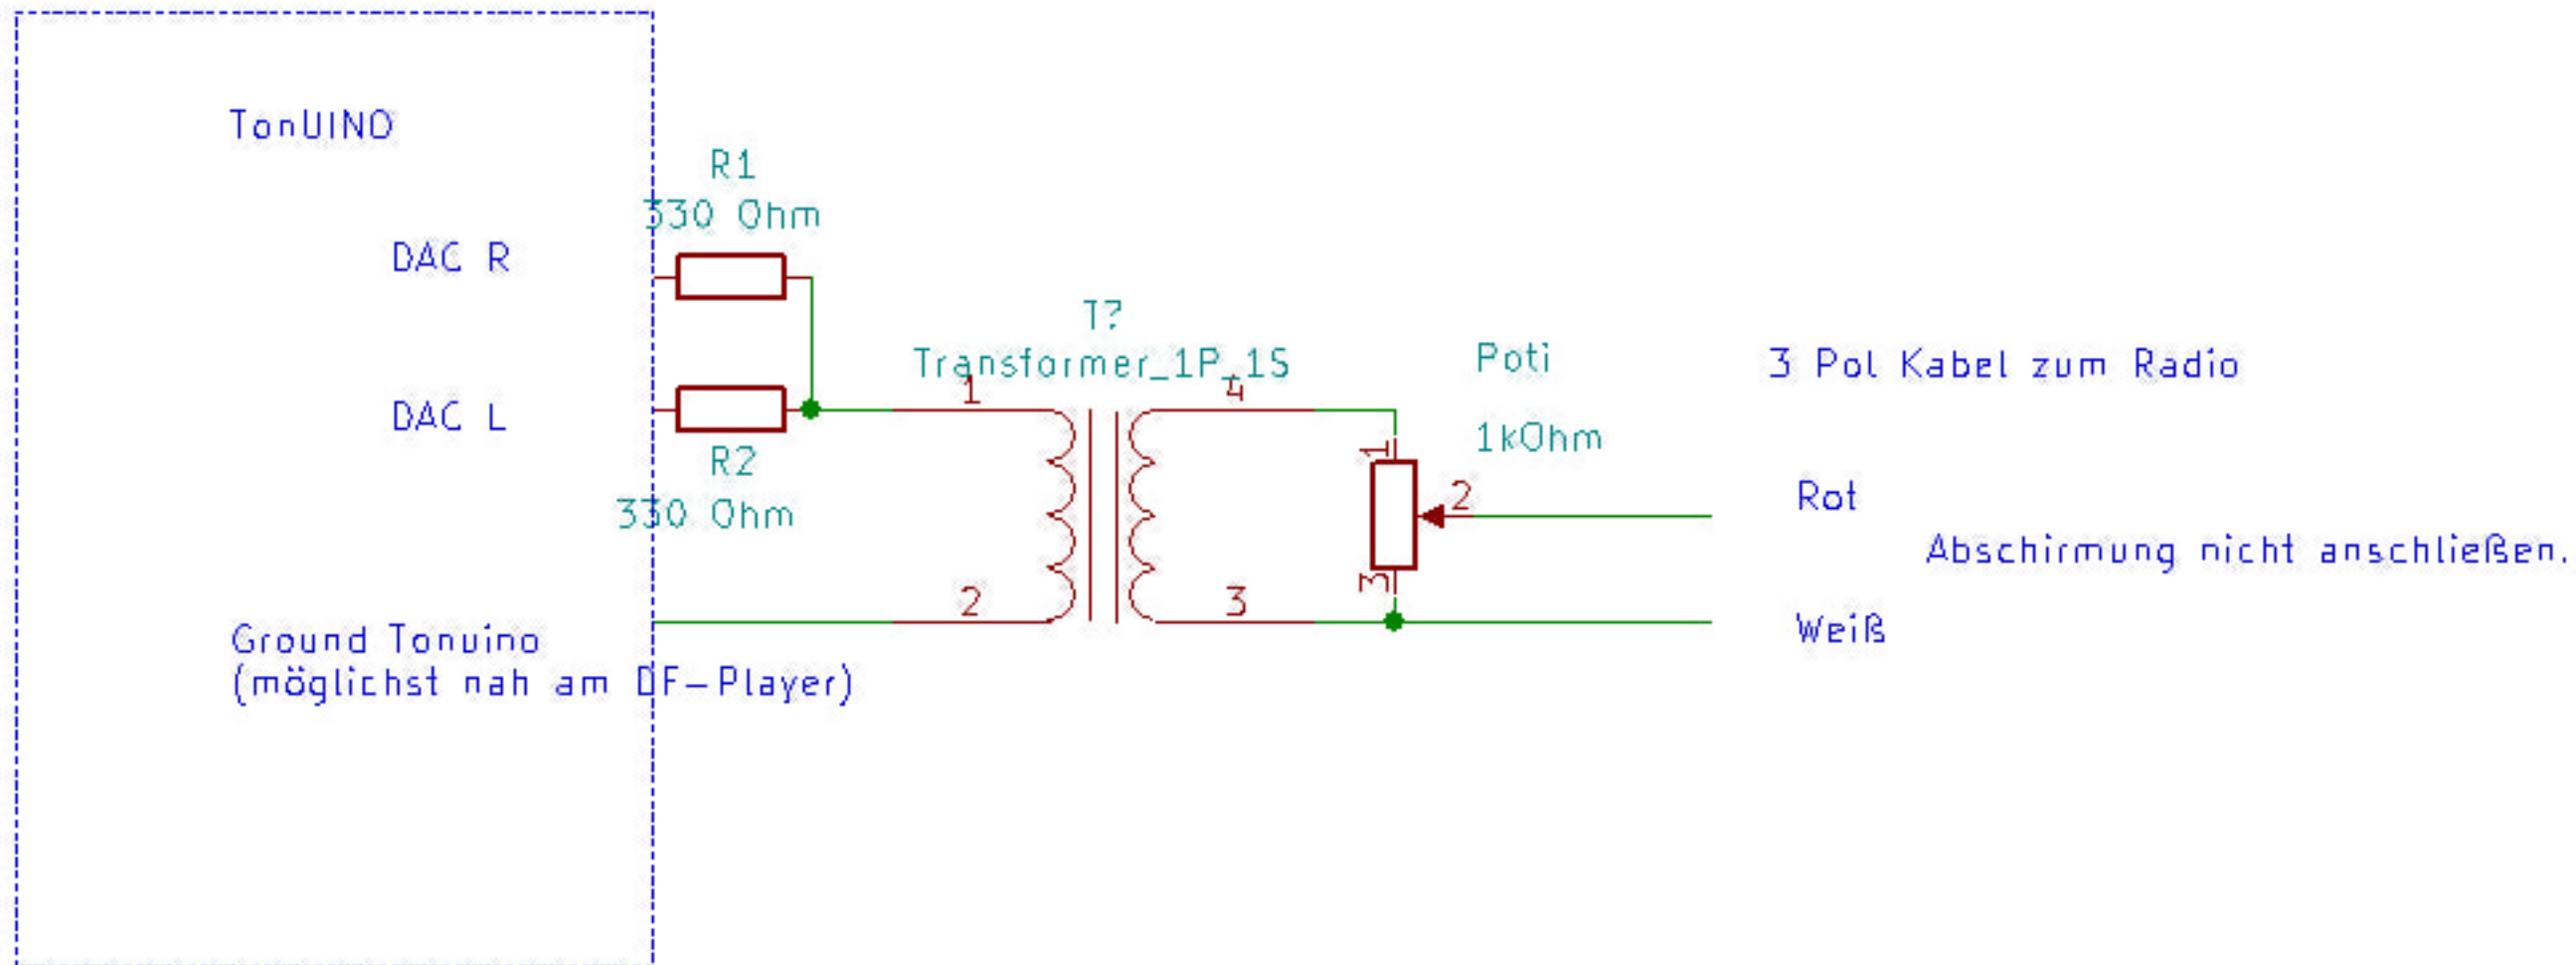 TonUINO
R1
330 Ohm
DAC R
T?
Transformer_1P_1S
1
4
Poti
1kOhm
3 Pol Kabel zum Radio
DAC L
R2
330 Ohm
1
2
3
Rot
Abschirmung nicht anschließen.
2
3
Weiß
Ground Tonuino
(möglichst nah am DF-Player)